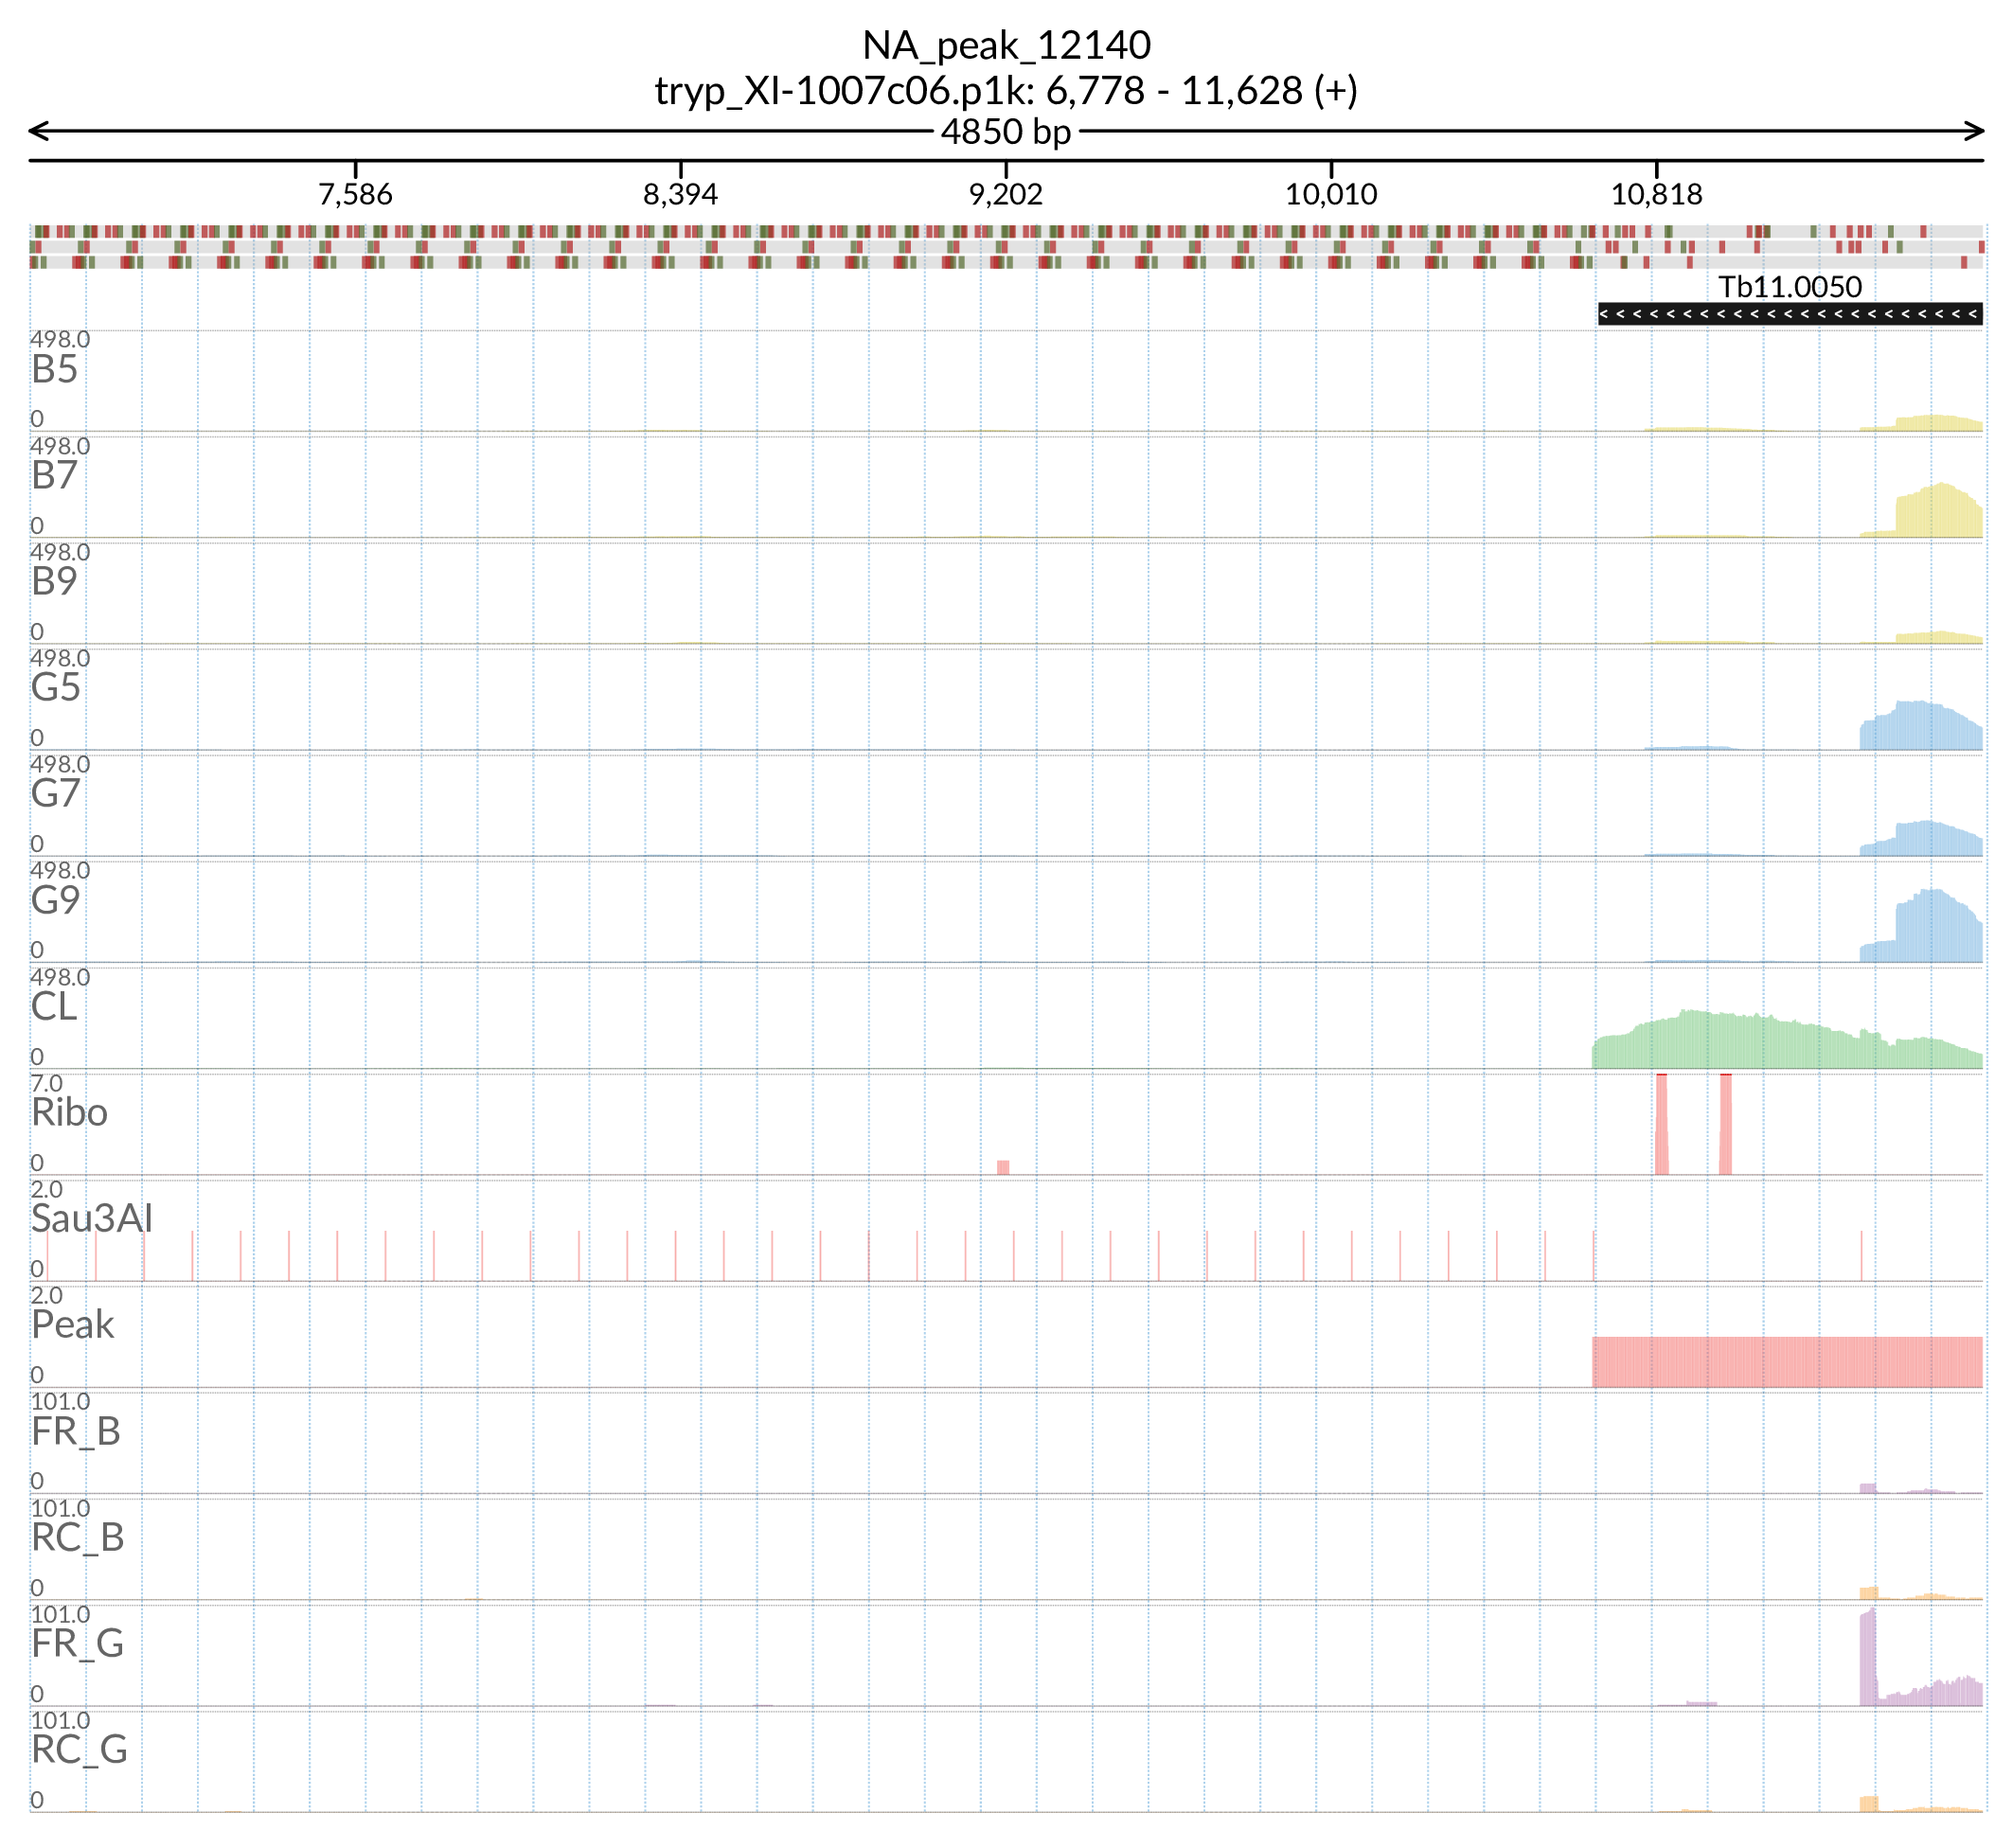 NA_peak_12140
tryp_XI-1007c06.p1k: 6,778 - 11,628 (+)
4850 bp
7,586 8,394 9,202 10,010 10,818
Tb11.0050
< < < < < < < < < < < < < < < < < < < < < < <
498.0
B5
0
498.0
B7
0
498.0
B9
0
498.0
G5
0
498.0
G7
0
498.0
G9
0
498.0
CL
0
7.0
Ribo
0
2.0
Sau3AI
0
2.0
Peak
0
101.0
FR_B
0
101.0
RC_B
0
101.0
FR_G
0
101.0
RC_G
0